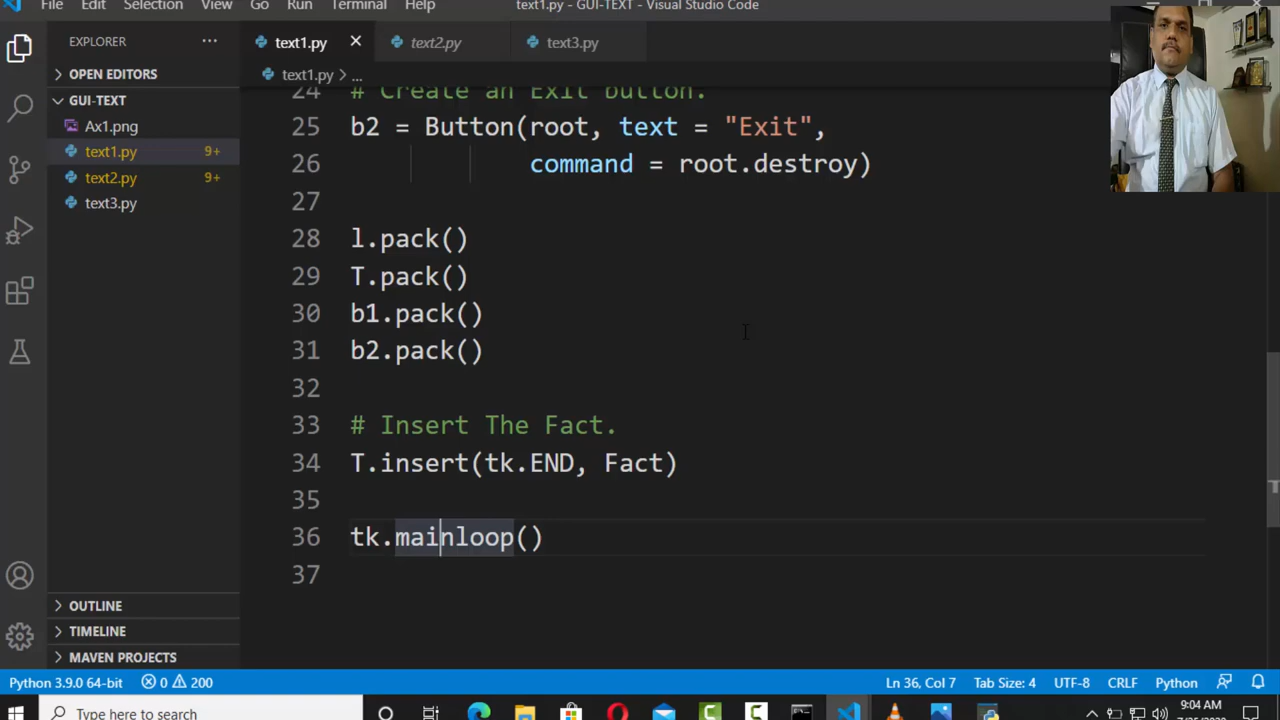 File Edit Selection View Go Run Terminal Help text1.py - GUI-TEXT - Visual Studio Code
EXPLORER ··· text1.py text2.py text3.py
OPEN EDITORS
text1.py > ...
GUI-TEXT
Ax1.png
text1.py 9+
text2.py 9+
text3.py
24 # Create an Exit button.
25 b2 = Button(root, text = "Exit",
26 command = root.destroy)
27
28 l.pack()
29 T.pack()
30 b1.pack()
31 b2.pack()
32
33 # Insert The Fact.
34 T.insert(tk.END, Fact)
35
36 tk.mainloop()
37
OUTLINE
TIMELINE
MAVEN PROJECTS
Python 3.9.0 64-bit 0 200 Ln 36, Col 7 Tab Size: 4 UTF-8 CRLF Python
Type here to search 9:04 AM